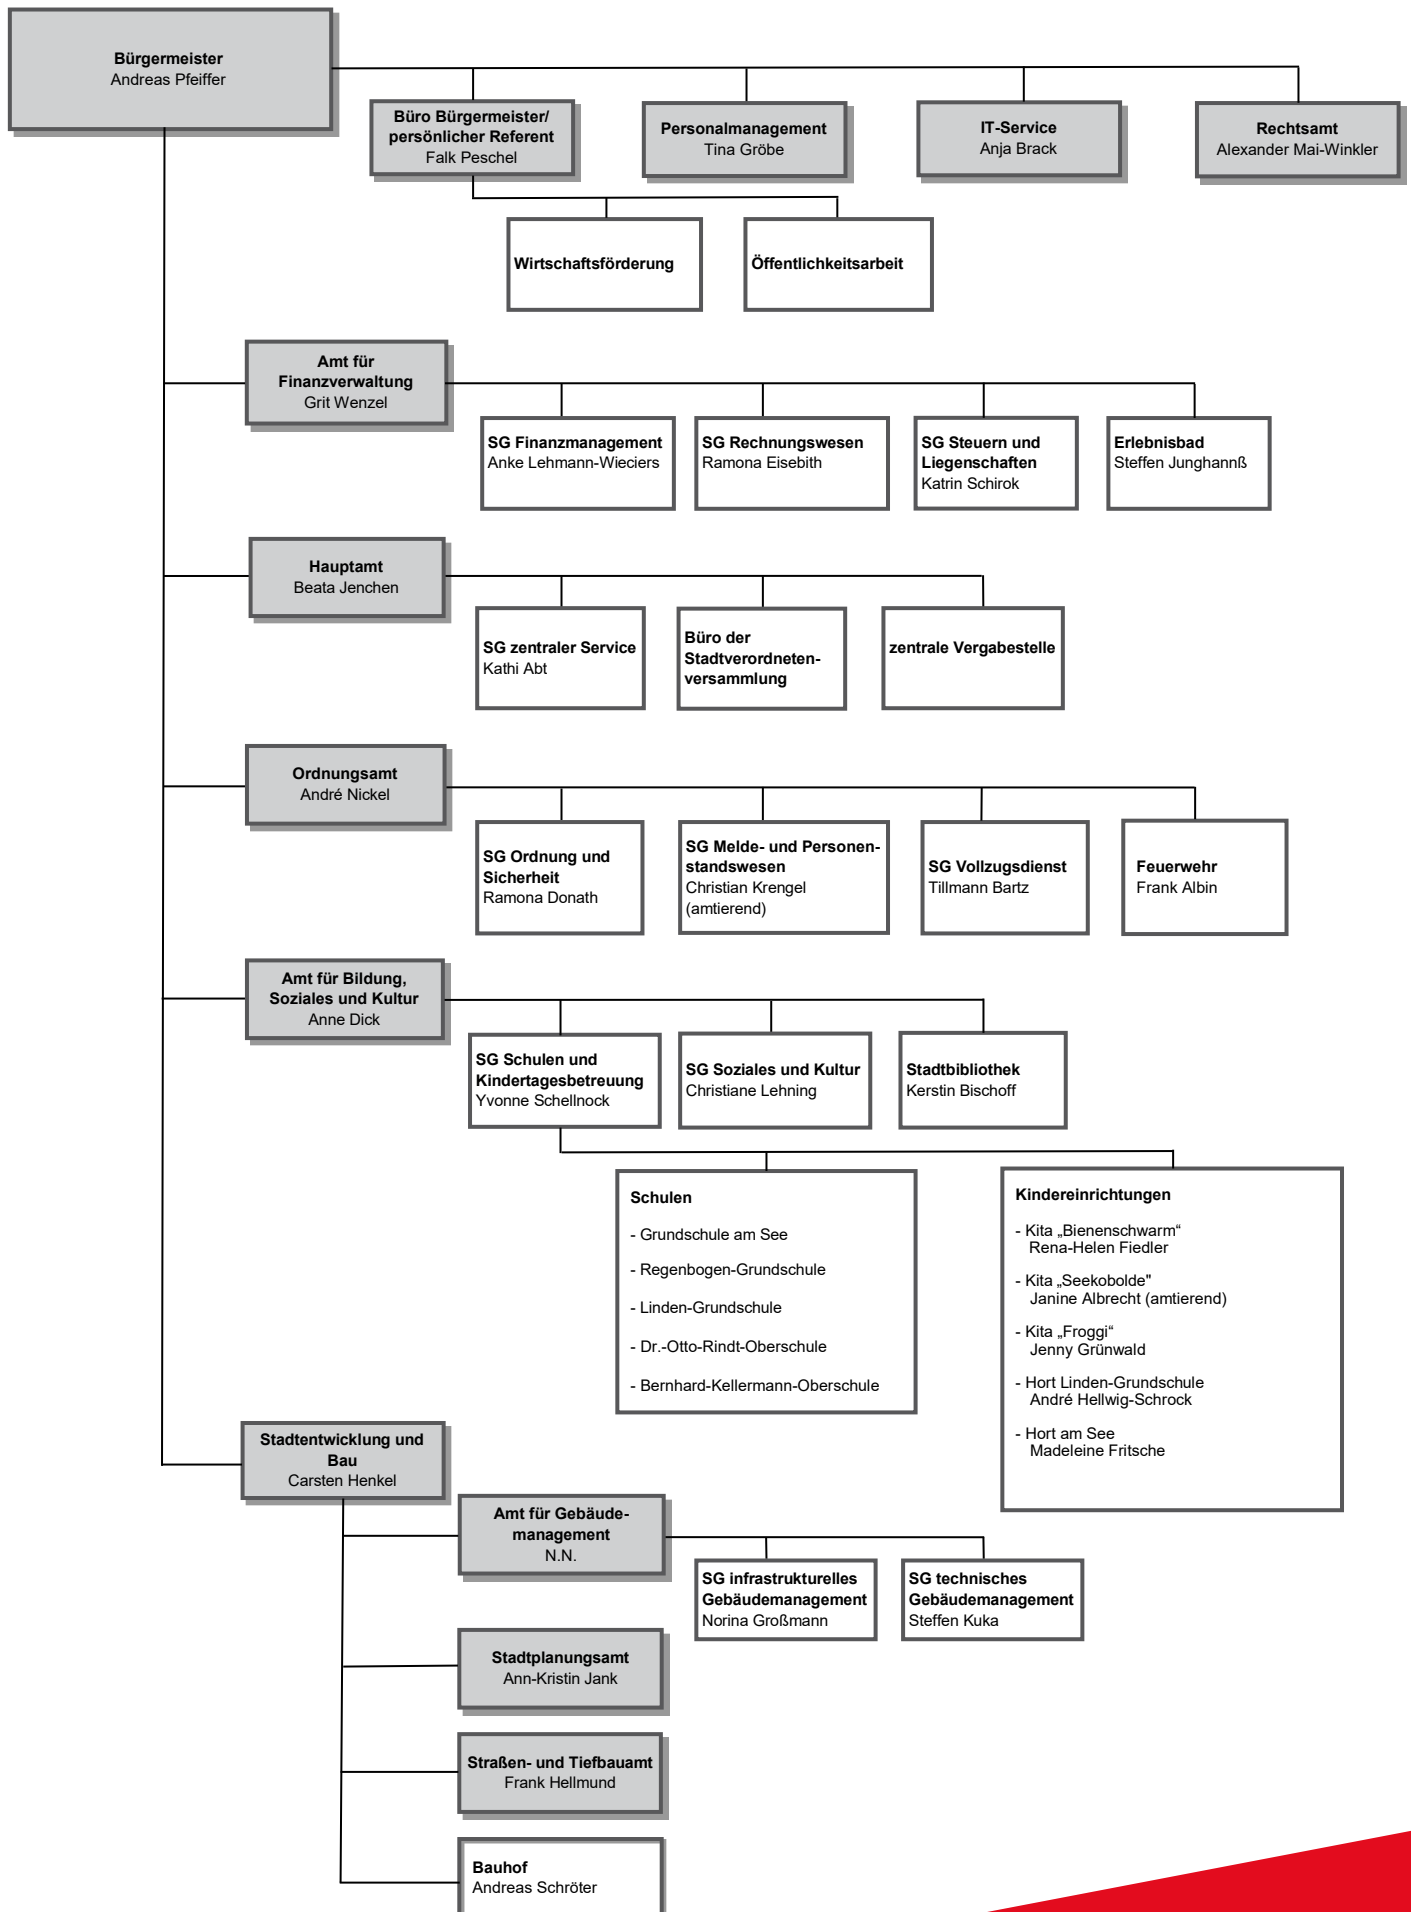 Bürgermeister
Andreas Pfeiffer
Büro Bürgermeister/
persönlicher Referent
Falk Peschel
Personalmanagement
Tina Gröbe
IT-Service
Anja Brack
Rechtsamt
Alexander Mai-Winkler
Wirtschaftsförderung
Öffentlichkeitsarbeit
Amt für
Finanzverwaltung
Grit Wenzel
SG Finanzmanagement
Anke Lehmann-Wieciers
SG Rechnungswesen
Ramona Eisebith
SG Steuern und
Liegenschaften
Katrin Schirok
Erlebnisbad
Steffen Junghannß
Hauptamt
Beata Jenchen
SG zentraler Service
Kathi Abt
Büro der
Stadtverordneten-
versammlung
zentrale Vergabestelle
Ordnungsamt
André Nickel
SG Ordnung und
Sicherheit
Ramona Donath
SG Melde- und Personen-
standswesen
Christian Krengel
(amtierend)
SG Vollzugsdienst
Tillmann Bartz
Feuerwehr
Frank Albin
Amt für Bildung,
Soziales und Kultur
Anne Dick
SG Schulen und
Kindertagesbetreuung
Yvonne Schellnock
SG Soziales und Kultur
Christiane Lehning
Stadtbibliothek
Kerstin Bischoff
Schulen
- Grundschule am See
- Regenbogen-Grundschule
- Linden-Grundschule
- Dr.-Otto-Rindt-Oberschule
- Bernhard-Kellermann-Oberschule
Kindereinrichtungen
- Kita „Bienenschwarm“
Rena-Helen Fiedler
- Kita „Seekobolde"
Janine Albrecht (amtierend)
- Kita „Froggi“
Jenny Grünwald
- Hort Linden-Grundschule
André Hellwig-Schrock
- Hort am See
Madeleine Fritsche
Stadtentwicklung und
Bau
Carsten Henkel
Amt für Gebäude-
management
N.N.
SG infrastrukturelles
Gebäudemanagement
Norina Großmann
SG technisches
Gebäudemanagement
Steffen Kuka
Stadtplanungsamt
Ann-Kristin Jank
Straßen- und Tiefbauamt
Frank Hellmund
Bauhof
Andreas Schröter